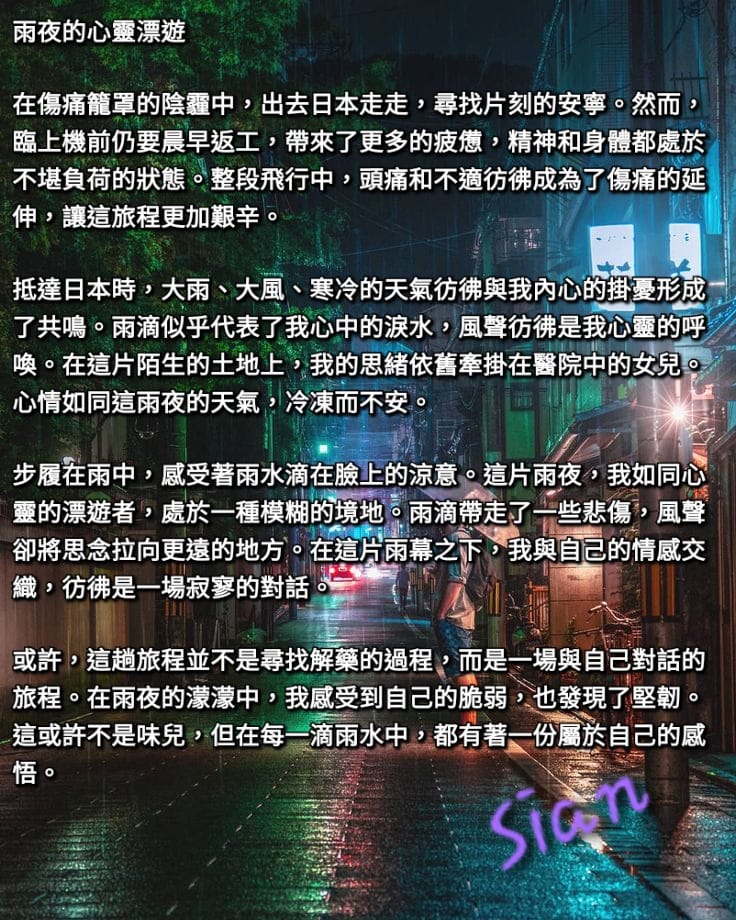 雨夜的心靈漂遊
在傷痛籠罩的陰霾中，出去日本走走，尋找片刻的安寧。然而，
臨上機前仍要晨早返工，帶來了更多的疲憊，精神和身體都處於
不堪負荷的狀態。整段飛行中，頭痛和不適彷彿成為了傷痛的延
伸，讓這旅程更加艱辛。
抵達日本時，大雨、大風、寒冷的天氣彷彿與我內心的掛憂形成
了共鳴。雨滴似乎代表了我心中的淚水，風聲彷彿是我心靈的呼
喚。在這片陌生的土地上，我的思緒依舊牽掛在醫院中的女兒。
心情如同這雨夜的天氣，冷凍而不安。
步履在雨中，感受著雨水滴在臉上的涼意。這片雨夜，我如同心
靈的漂遊者，處於一種模糊的境地。雨滴帶走了一些悲傷，風聲
卻將思念拉向更遠的地方。在這片雨幕之下，我與自己的情感交
織，彷彿是一場寂寥的對話。
或許，這趟旅程並不是尋找解藥的過程，而是一場與自己對話的
旅程。在雨夜的濛濛中，我感受到自己的脆弱，也發現了堅韌。
這或許不是味兒，但在每一滴雨水中，都有著一份屬於自己的感
悟。
Sian